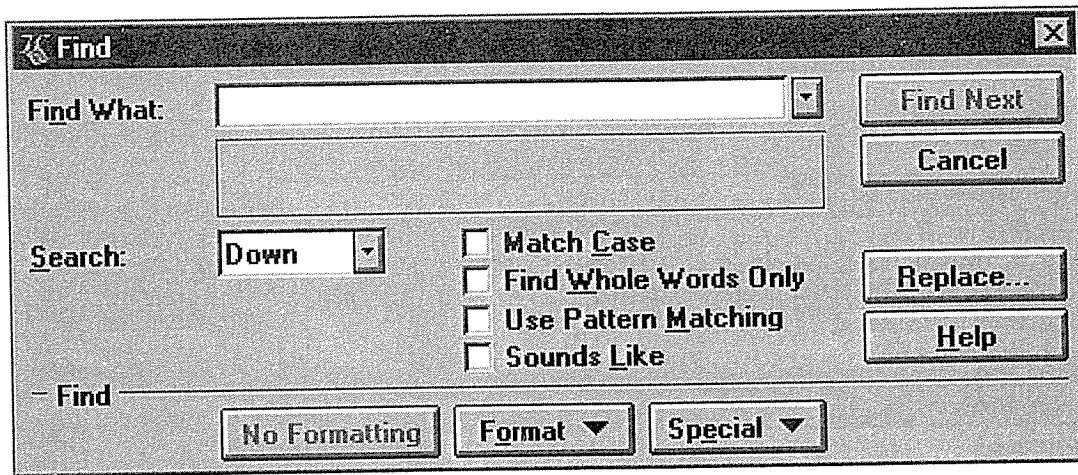 Find
Find What:
Find Next
Cancel
Search:
Down
Match Case
Find Whole Words Only
Use Pattern Matching
Sounds Like
Replace...
Help
Find
No Formatting
Format
Special